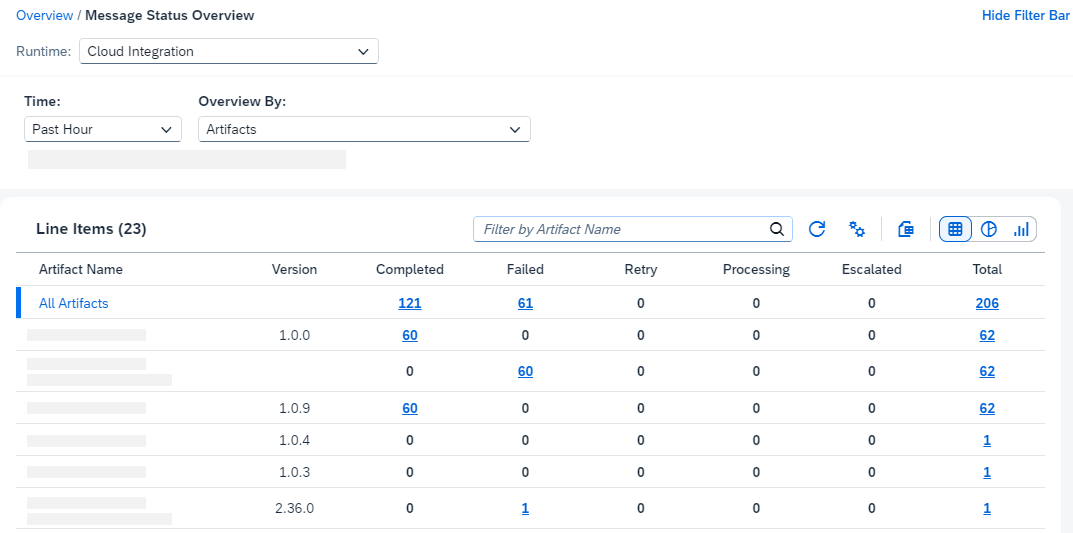 Overview / Message Status Overview Hide Filter Bar
Runtime: Cloud Integration
Time: Overview By:
Past Hour Artifacts
Line Items (23) Filter by Artifact Name
Artifact Name Version Completed Failed Retry Processing Escalated Total
All Artifacts 121 61 0 0 0 206
1.0.0 60 0 0 0 0 62
0 60 0 0 0 62
1.0.9 60 0 0 0 0 62
1.0.4 0 0 0 0 0 1
1.0.3 0 0 0 0 0 1
2.36.0 0 1 0 0 0 1